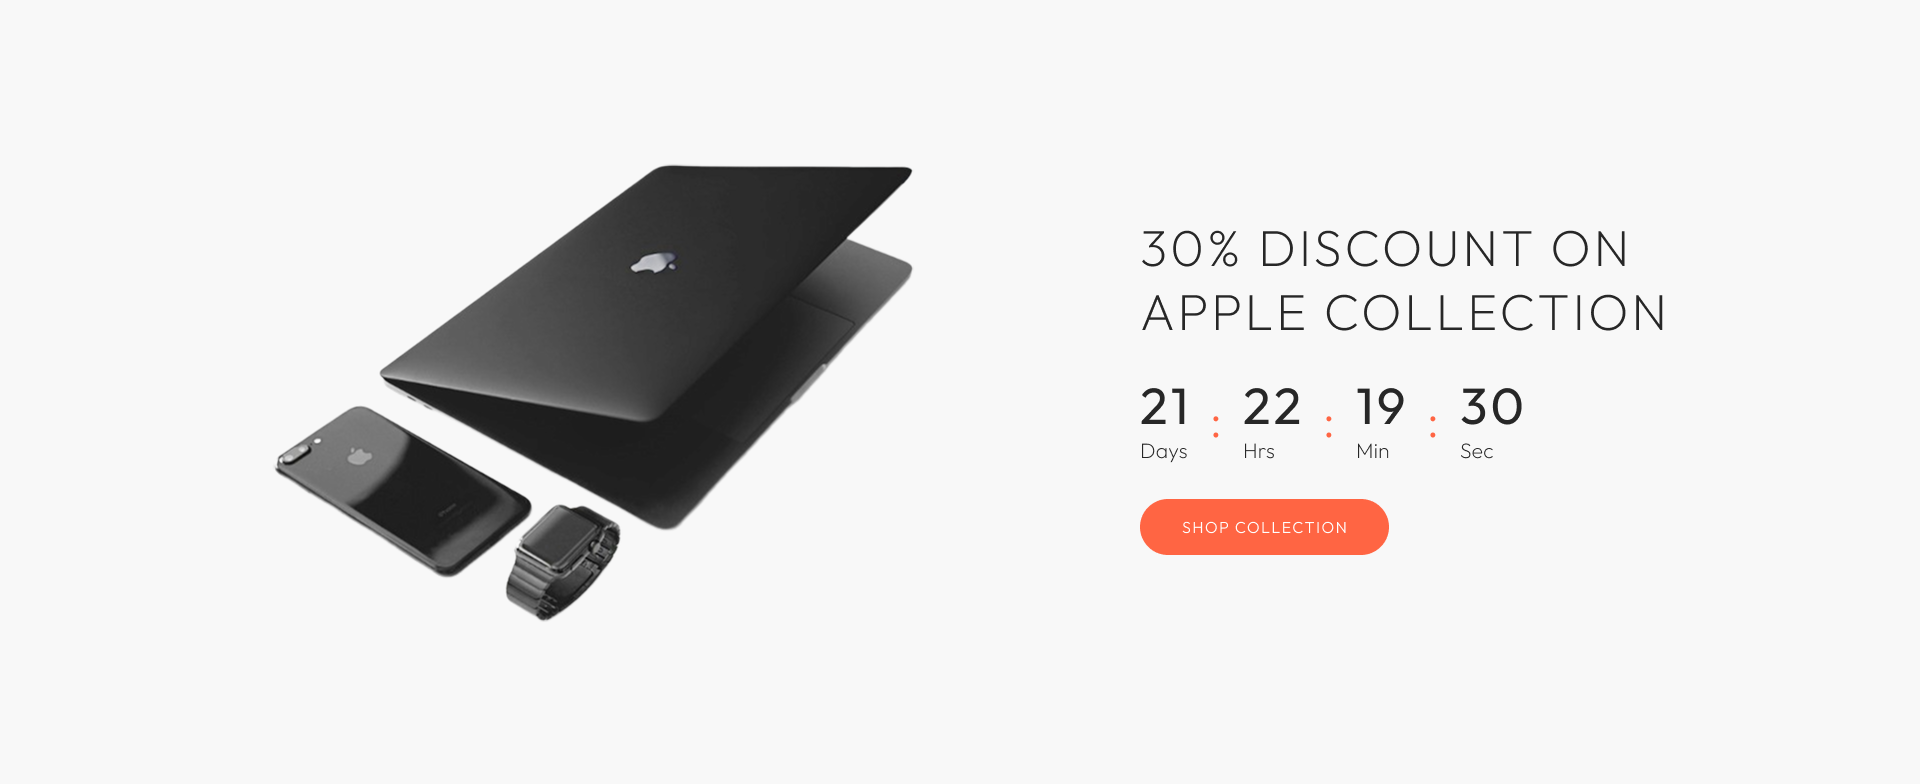 30% DISCOUNT ON
APPLE COLLECTION
21 : 22 : 19 : 30
Days Hrs Min Sec
SHOP COLLECTION